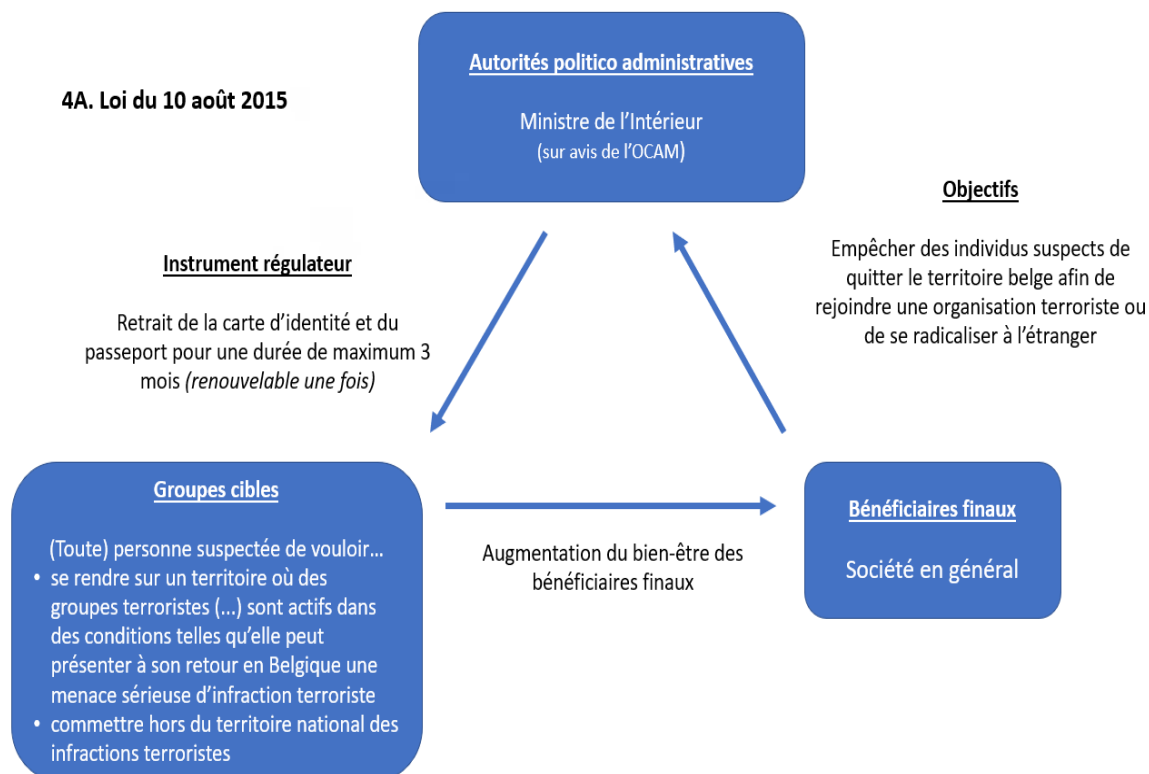 4A. Loi du 10 août 2015
Autorités politico administratives
Ministre de l’Intérieur
(sur avis de l’OCAM)
Instrument régulateur
Retrait de la carte d’identité et du
passeport pour une durée de maximum 3
mois (renouvelable une fois)
Objectifs
Empêcher des individus suspects de
quitter le territoire belge afin de
rejoindre une organisation terroriste ou
de se radicaliser à l’étranger
Groupes cibles
(Toute) personne suspectée de vouloir…
• se rendre sur un territoire où des
groupes terroristes (...) sont actifs dans
des conditions telles qu’elle peut
présenter à son retour en Belgique une
menace sérieuse d’infraction terroriste
• commettre hors du territoire national des
infractions terroristes
Augmentation du bien-être des
bénéficiaires finaux
Bénéficiaires finaux
Société en général